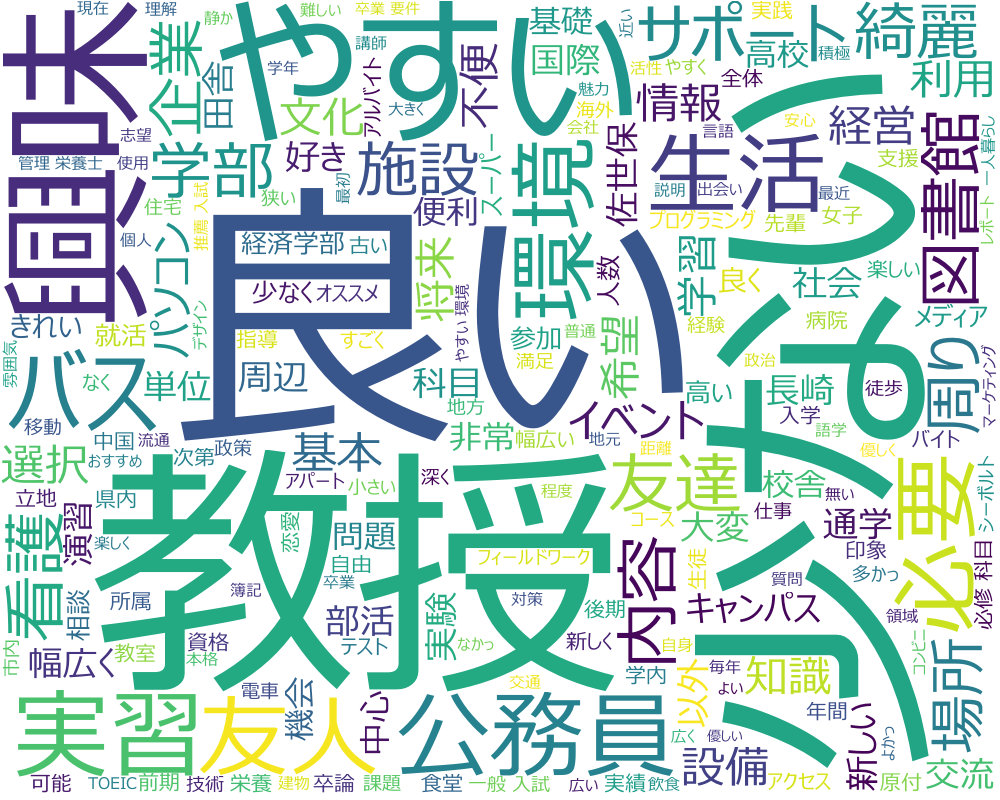 現在
理解
難しい
卒業 要件
近い
実践
静か
講師
基礎
サポート
綺麗
企業
やすい
国際
高校
積極
田舎
学年
文化
アルバイト
不便
活性
やすく
全体
利用
興味
大きく
魅力
海外
情報
会社
志望
好き
施設
言語
安心
経営
図書館
管理 栄養士
使用
学部
スーパー
環境
生活
支援
一人暮らし
住宅
狭い
最初
便利
佐世保
説明
出会い
最近
推薦 入試
プログラミング
先輩
女子
レポート
個人
パソコン
経済学部
古い
将来
人数
学習
良く
社会
楽しい
良い
少なく
オススメ
病院
メディア
きれい
就活
デザイン
指導
すごく
やすい 環境
参加
普通
経験
雰囲気
バス
なく
単位
周辺
満足
希望
政治
高い
長崎
徒歩
周り
マーケティング
科目
移動
地方
イベント
入学
中国
流通
政策
非常
幅広い
地元
距離
語学
バイト
優しく
選択
おすすめ
次第
基本
少ない
アパート
小さい
深く
友達
校舎
無い
必要
シーボルト
立地
県内
教授
程度
大変
仕事
看護
演習
恋愛
問題
コース
通学
楽しく
フィールドワーク
内容
生徒
印象
自由
質問
多かっ
必修 科目
所属
簿記
卒業
対策
後期
キャンパス
領域
相談
部活
実験
資格
テスト
なかっ
新しく
自身
コンビニ
市内
幅広く
教室
本格
学内
以外
毎年
知識
場所
電車
機会
交通
よい
年間
実習
友人
中心
公務員
広く
優しい
設備
新しい
よかっ
アクセス
原付
交流
可能
TOEIC
前期
技術
栄養
建物
卒論
課題
食堂
一般 入試
広い
実績
飲食